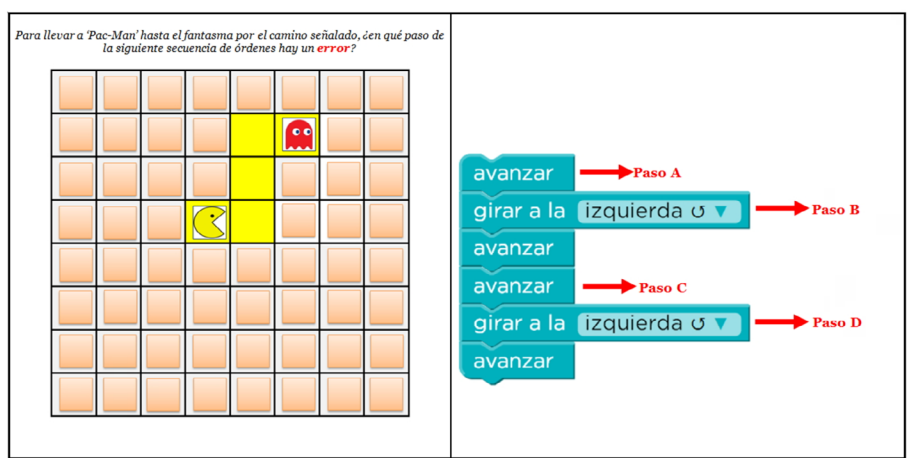 Para llevar a 'Pac-Man' hasta el fantasma por el camino señalado, ¿en qué paso de
la siguiente secuencia de órdenes hay un error?
avanzar
Paso A
girar a la izquierda ↺ ▼
Paso B
avanzar
avanzar
Paso C
girar a la izquierda ↺ ▼
Paso D
avanzar